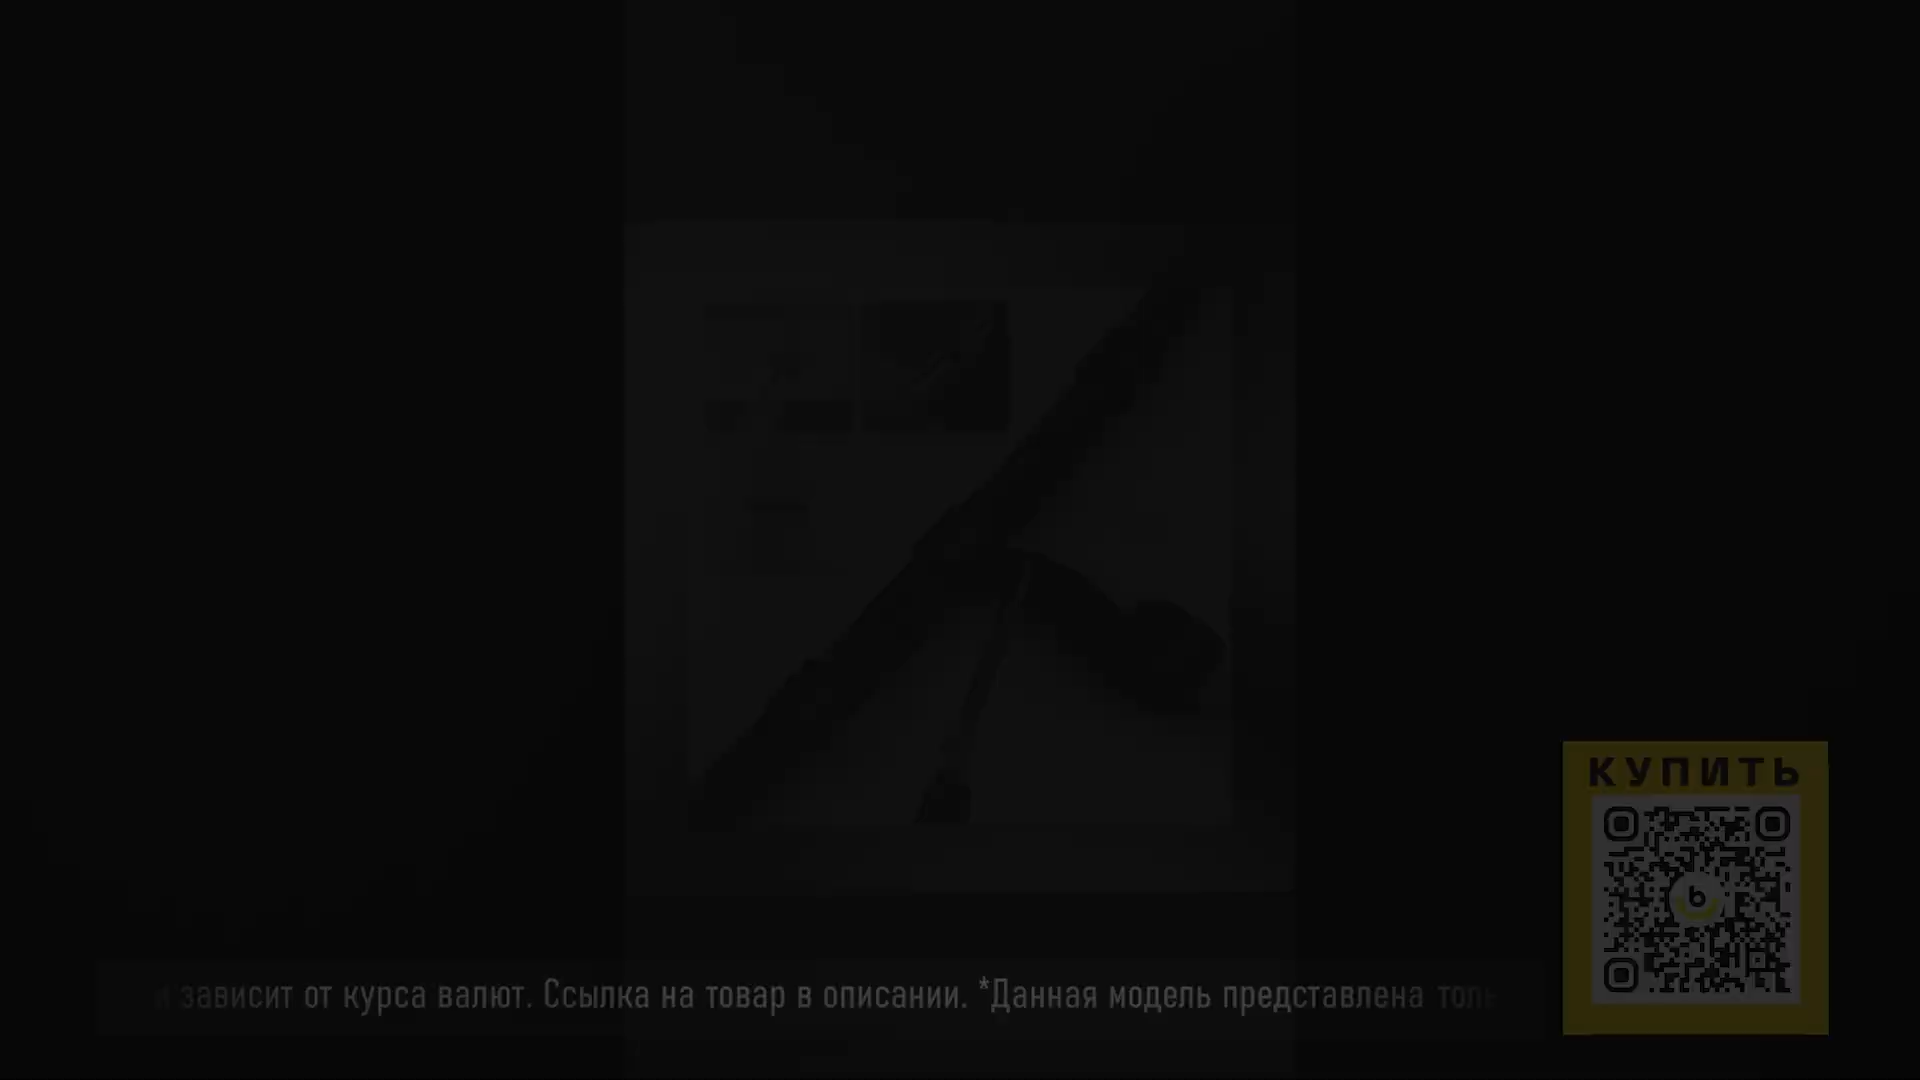 КУПИТЬ
b
зависит от курса валют. Ссылка на товар в описании. *Данная модель представлена